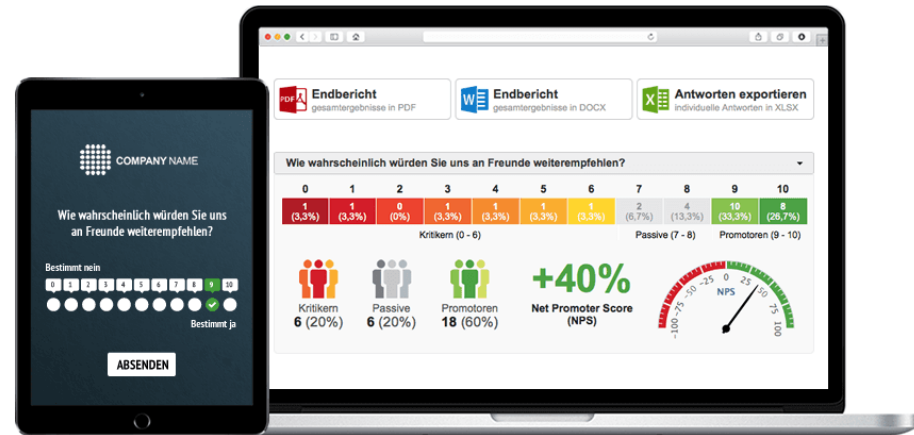 COMPANY NAME
Wie wahrscheinlich würden Sie uns
an Freunde weiterempfehlen?
Bestimmt nein
0 1 2 3 4 5 6 7 8 9 10
Bestimmt ja
ABSENDEN
PDF Endbericht
gesamtergebnisse in PDF
W Endbericht
gesamtergebnisse in DOCX
X Antworten exportieren
individuelle Antworten in XLSX
Wie wahrscheinlich würden Sie uns an Freunde weiterempfehlen?
0 1 2 3 4 5 6 7 8 9 10
1 1 0 1 1 1 1 2 4 10 8
(3,3%) (3,3%) (0%) (3,3%) (3,3%) (3,3%) (3,3%) (6,7%) (13,3%) (33,3%) (26,7%)
Kritikern (0 - 6) Passive (7 - 8) Promotoren (9 - 10)
Kritikern
6 (20%)
Passive
6 (20%)
Promotoren
18 (60%)
+40%
Net Promoter Score
(NPS)
-100 -75 -50 -25 0 25 50 75 100
NPS